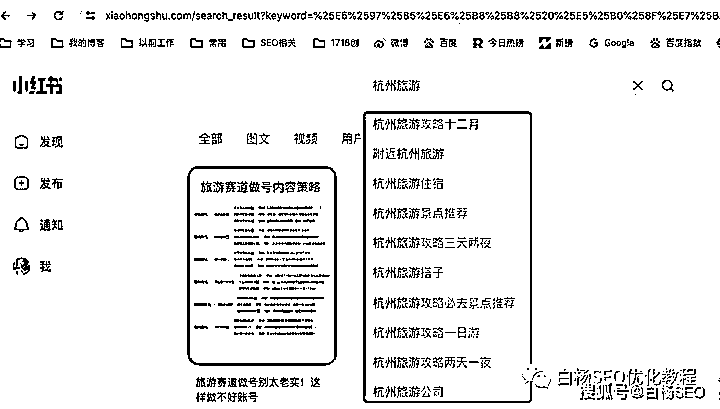 xiaohongshu.com/search_result?keyword=%25E6%2597%2585%25E6%25B8%25B8%2520%25E5%25B0%258F%25E7%25B
学习 我的博客 以前工作 常用 SEO相关 1716创 微博 百度 今日热榜 新榜 Google 百度指数
小红书
杭州旅游
全部 图文 视频 用户
发现
发布
通知
我
旅游赛道做号内容策略
旅游赛道做号别太老实！这
样做不好账号
杭州旅游攻略十二月
附近杭州旅游
杭州旅游住宿
杭州旅游景点推荐
杭州旅游攻略三天两夜
杭州旅游搭子
杭州旅游攻略必去景点推荐
杭州旅游攻略一日游
杭州旅游攻略两天一夜
杭州旅游公司
白杨SEO优化教程
搜狐号@白杨SEO